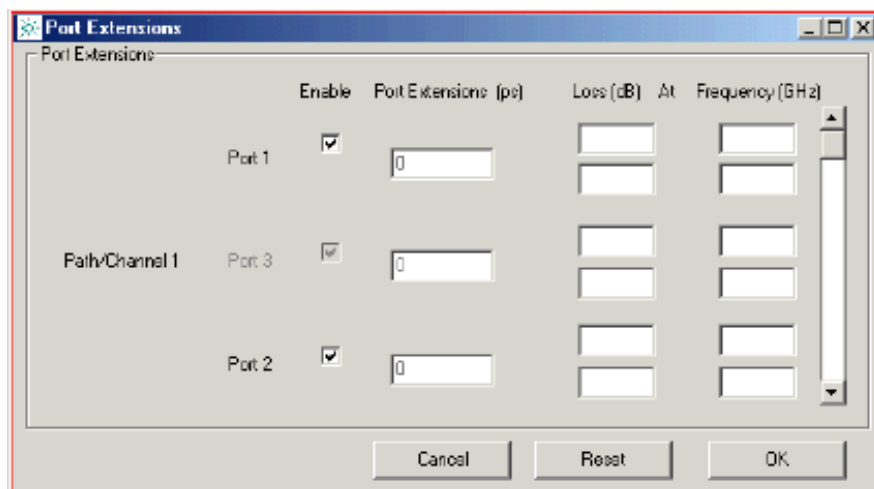 Port Extensions
Port Extensions
Enable Port Extensions (ps) Loss (dB) At Frequency (GHz)
Port 1 0
Path/Channel 1 Port 3 0
Port 2 0
Cancel Reset OK